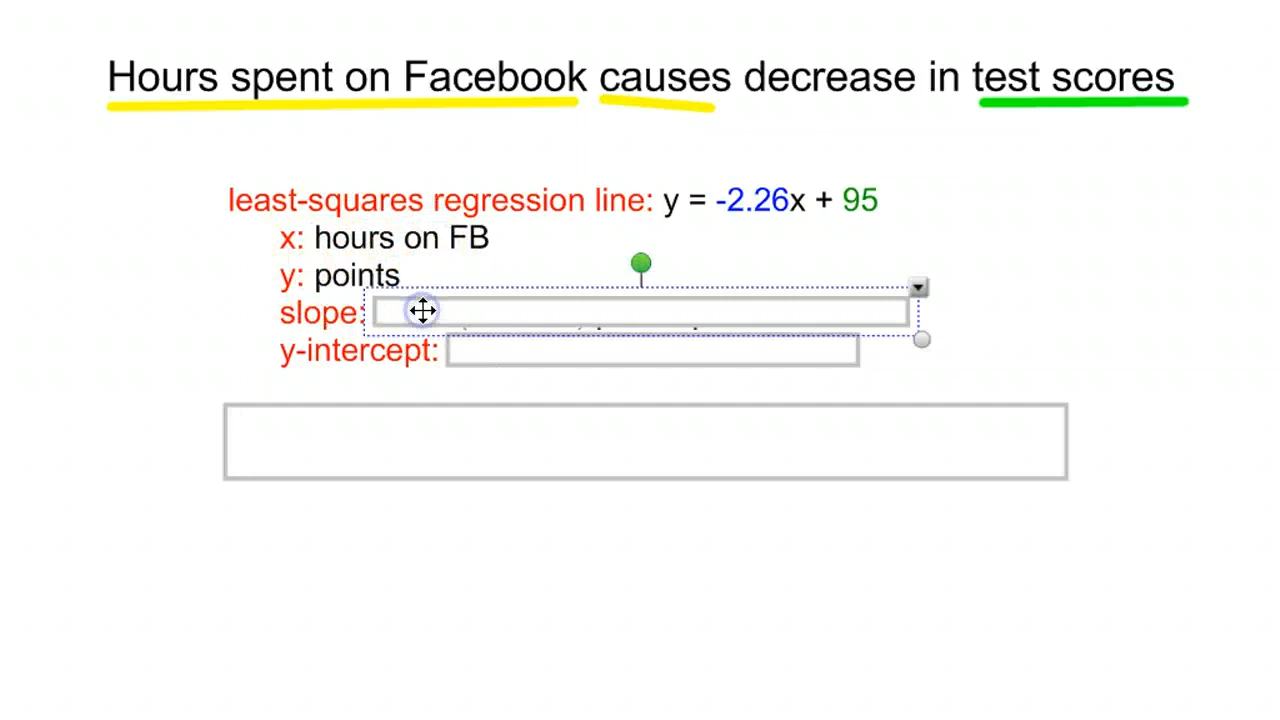 Hours spent on Facebook causes decrease in test scores
least-squares regression line: y = -2.26x + 95
x: hours on FB
y: points
slope:
y-intercept: